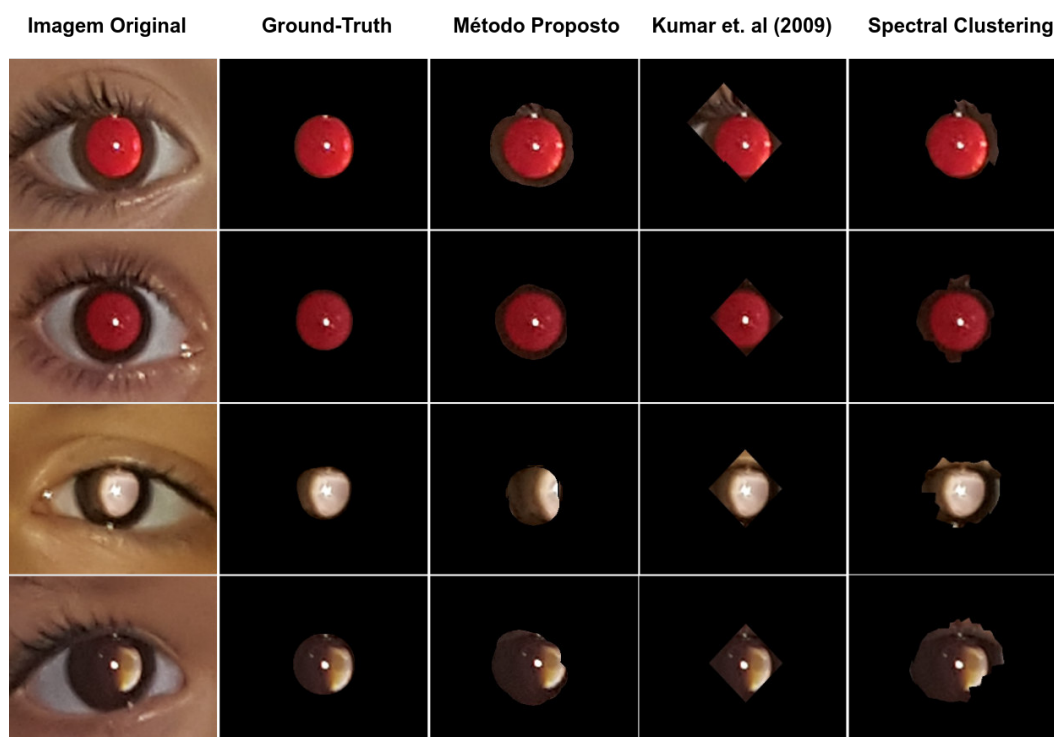 Imagem Original Ground-Truth Método Proposto Kumar et. al (2009) Spectral Clustering